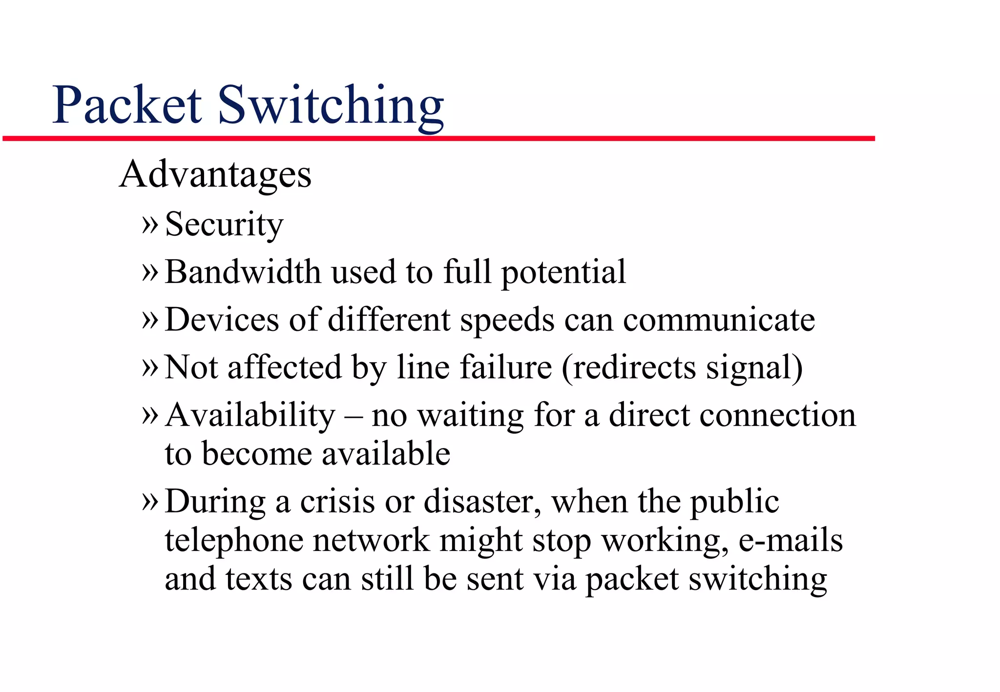 Packet Switching
Advantages
» Security
» Bandwidth used to full potential
» Devices of different speeds can communicate
» Not affected by line failure (redirects signal)
» Availability – no waiting for a direct connection
to become available
» During a crisis or disaster, when the public
telephone network might stop working, e-mails
and texts can still be sent via packet switching